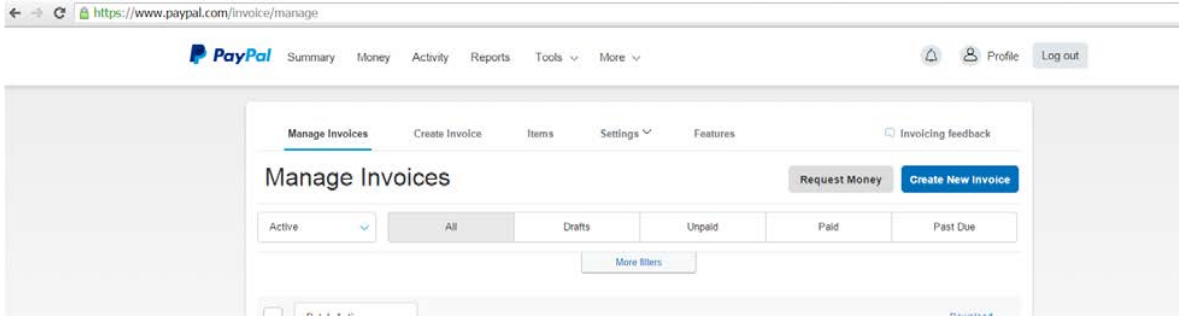 https://www.paypal.com/invoice/manage
PayPal Summary Money Activity Reports Tools More Profile Log out
Manage Invoices Create Invoice Items Settings Features Invoicing feedback
Manage Invoices Request Money Create New Invoice
Active All Drafts Unpaid Paid Past Due
More filters